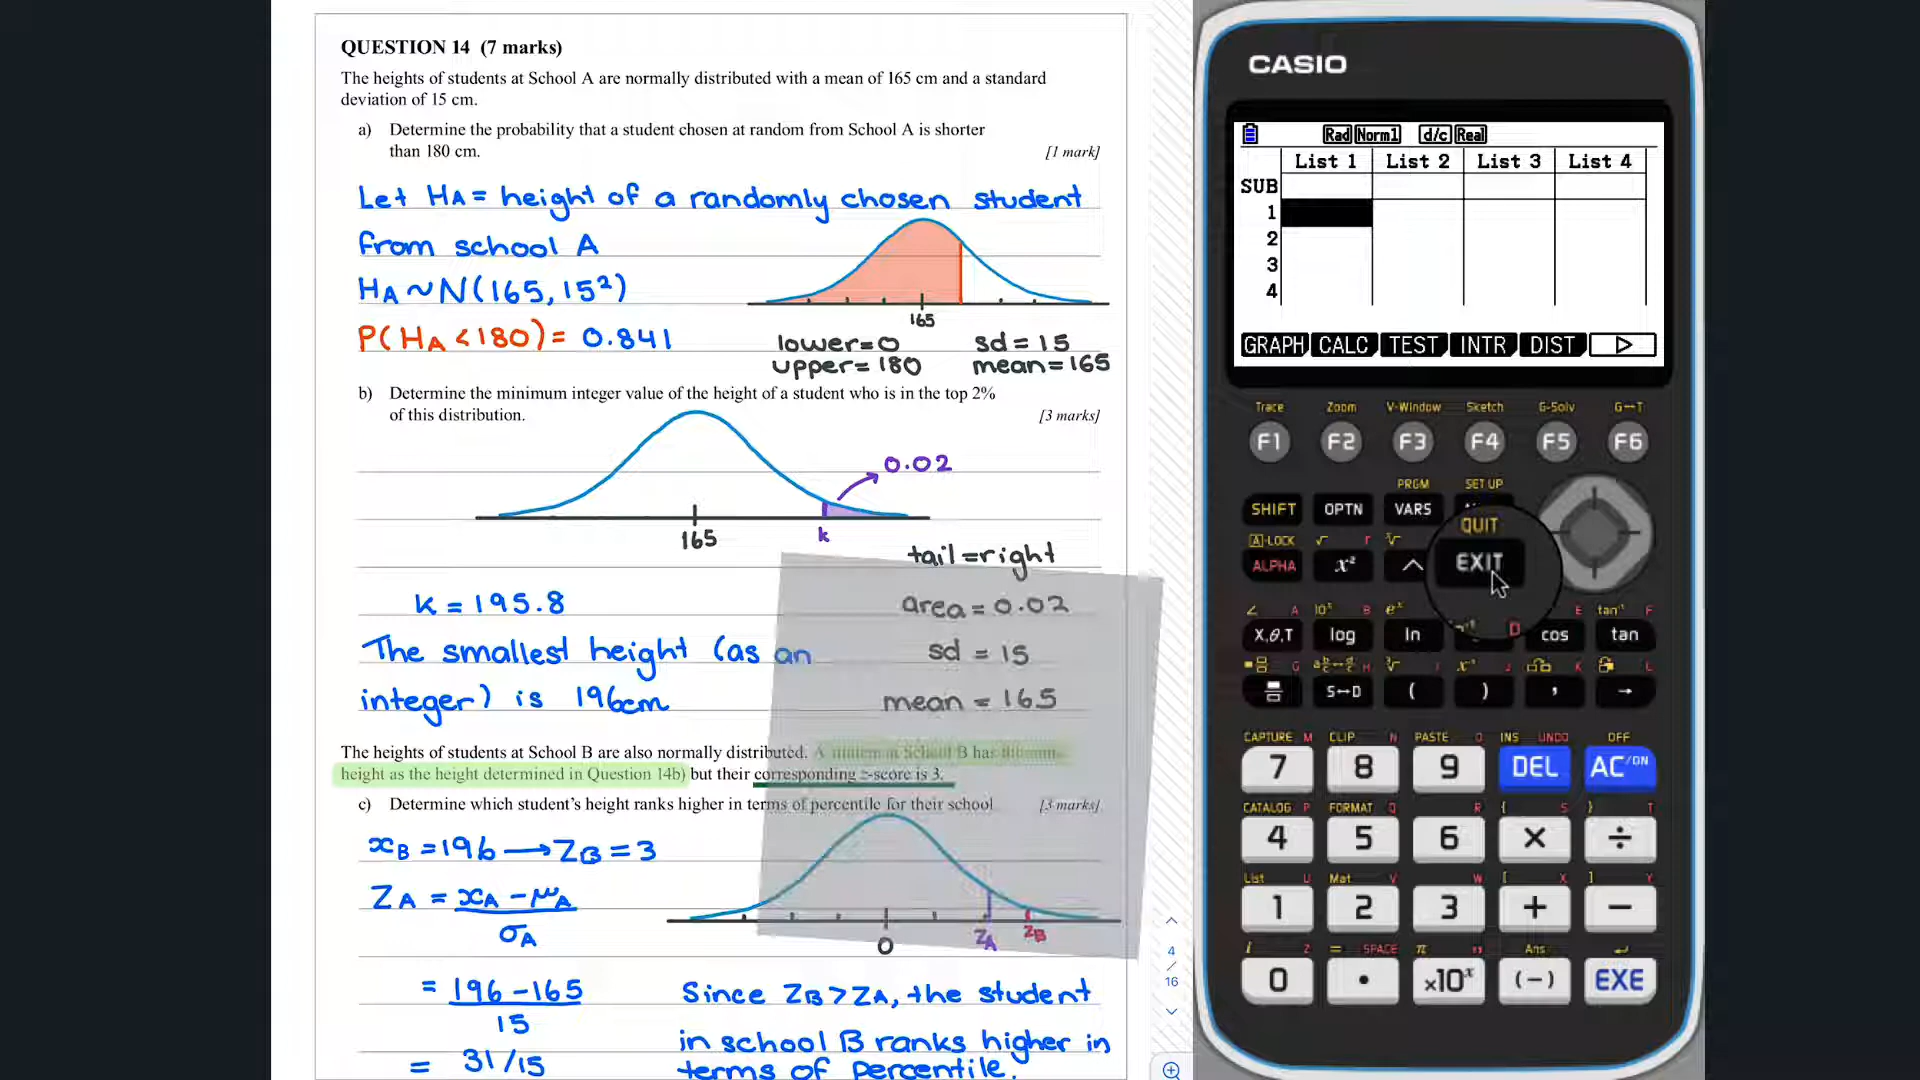 QUESTION 14 (7 marks)
The heights of students at School A are normally distributed with a mean of 165 cm and a standard
deviation of 15 cm.
a) Determine the probability that a student chosen at random from School A is shorter
than 180 cm.
[1 mark]
Let HA = height of a randomly chosen student
from school A
HA ~ N(165, 15²)
165
P(HA < 180) = 0.841
lower=0 sd = 15
upper= 180 mean=165
b) Determine the minimum integer value of the height of a student who is in the top 2%
of this distribution.
[3 marks]
0.02
165 k
tail=right
k = 195.8
area = 0.02
The smallest height (as an
sd = 15
integer) is 196cm
mean = 165
The heights of students at School B are also normally distributed. A student at School B has the same
height as the height determined in Question 14b) but their corresponding z-score is 3.
c) Determine which student's height ranks higher in terms of percentile for their school.
[3 marks]
xB = 196 → ZB = 3
ZA = xA − μA
σA
0 ZA ZB
= 196 − 165
15
= 31/15
Since ZB > ZA, the student
in school B ranks higher in
terms of percentile.
4
/
16
CASIO
Rad Norm1 d/c Real
List 1 List 2 List 3 List 4
SUB
1
2
3
4
GRAPH CALC TEST INTR DIST
Trace Zoom V-Window Sketch G-Solv G↔T
F1 F2 F3 F4 F5 F6
PRGM SET UP
SHIFT OPTN VARS
QUIT
A-LOCK √ r
ALPHA x² ^ EXIT
∠ A 10ˣ B eˣ D E tan⁻¹ F
X,θ,T log ln cos tan
G H I x⁻¹ J K L
S↔D ( ) , →
CAPTURE M CLIP N PASTE O INS UNDO OFF
7 8 9 DEL AC/ON
CATALOG P FORMAT Q R { S } T
4 5 6 × ÷
List U Mat V W [ X ] Y
1 2 3 + −
i Z = SPACE π " Ans
0 • ×10ˣ (−) EXE